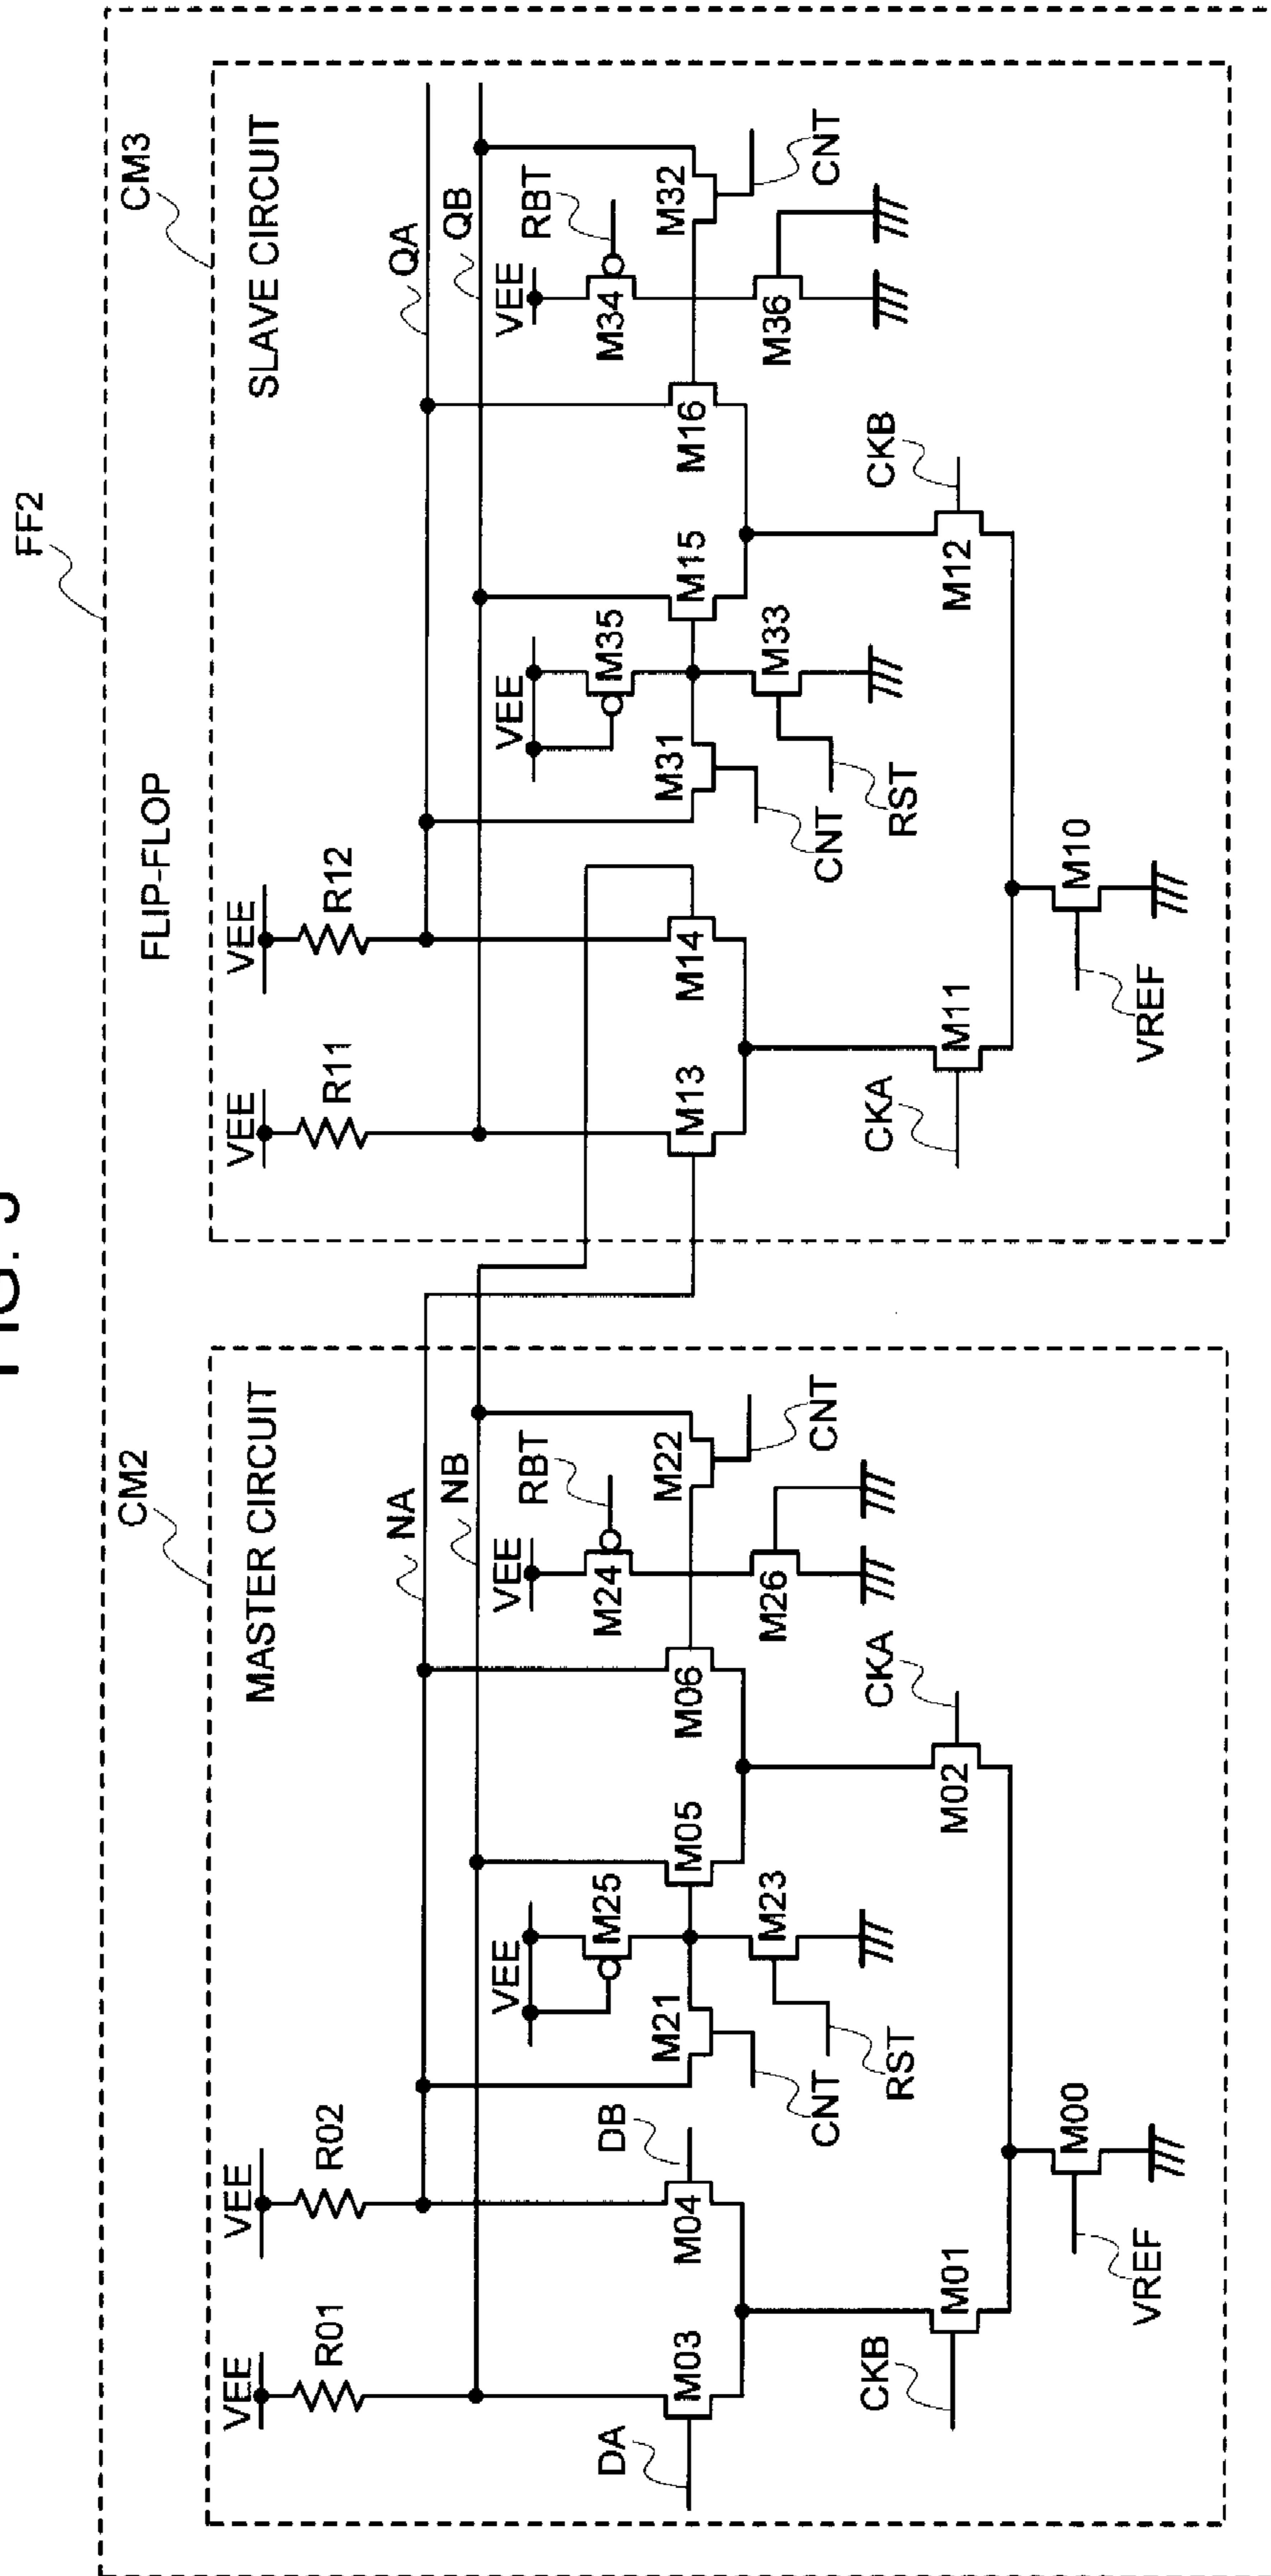 FIG.
FF2
FLIP-FLOP
CM2
MASTER CIRCUIT
VEE
R01
VEE
R02
NA
NB
VEE
M25
VEE
RBT
M24
DA
M03
M04
DB
M21
CNT
M05
M23
RST
M06
M22
CNT
M26
CKB
M01
M02
CKA
VREF
M00
CM3
SLAVE CIRCUIT
VEE
R11
VEE
R12
QA
QB
VEE
M35
VEE
RBT
M34
M13
M14
M31
CNT
M15
M33
RST
M16
M32
CNT
M36
CKA
M11
M12
CKB
VREF
M10